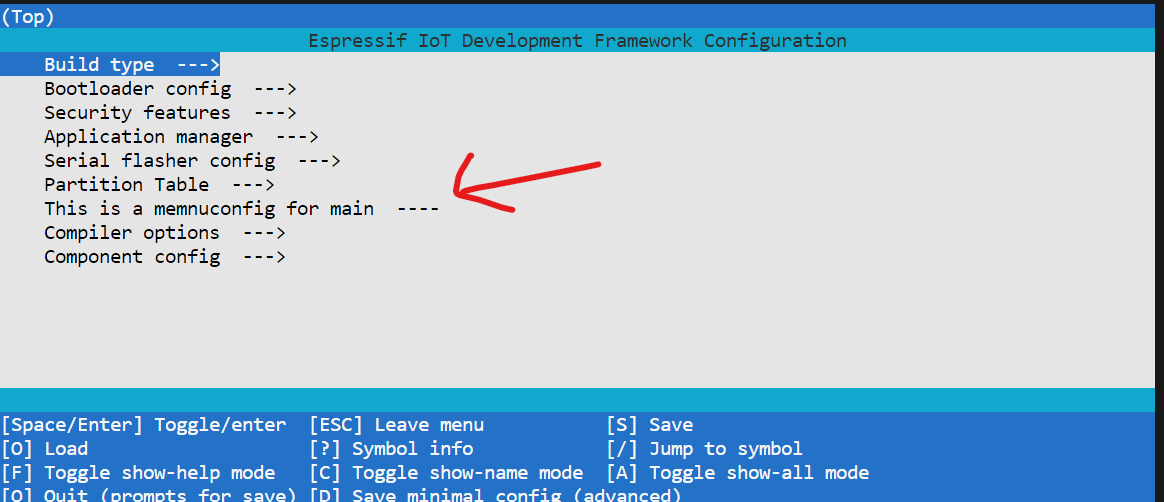 (Top)
Espressif IoT Development Framework Configuration
Build type  --->
Bootloader config  --->
Security features  --->
Application manager  --->
Serial flasher config  --->
Partition Table  --->
This is a memnuconfig for main  ----
Compiler options  --->
Component config  --->
[Space/Enter] Toggle/enter  [ESC] Leave menu  [S] Save
[O] Load  [?] Symbol info  [/] Jump to symbol
[F] Toggle show-help mode  [C] Toggle show-name mode  [A] Toggle show-all mode
[Q] Quit (prompts for save)  [D] Save minimal config (advanced)